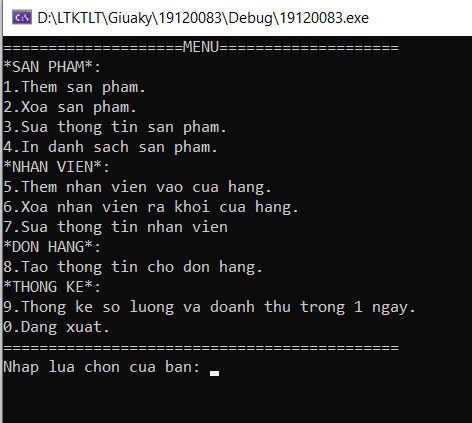 D:\LTKTLT\Giuaky\19120083\Debug\19120083.exe
====================MENU====================
*SAN PHAM*:
1.Them san pham.
2.Xoa san pham.
3.Sua thong tin san pham.
4.In danh sach san pham.
*NHAN VIEN*:
5.Them nhan vien vao cua hang.
6.Xoa nhan vien ra khoi cua hang.
7.Sua thong tin nhan vien
*DON HANG*:
8.Tao thong tin cho don hang.
*THONG KE*:
9.Thong ke so luong va doanh thu trong 1 ngay.
0.Dang xuat.
============================================
Nhap lua chon cua ban: